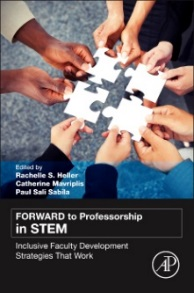 Edited by
Rachelle S. Heller
Catherine Mavriplis
Paul Sali Sabila
FORWARD to Professorship
in STEM
Inclusive Faculty Development
Strategies That Work